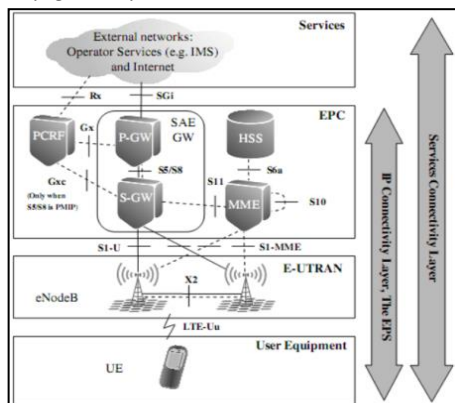 Services
External networks:
Operator Services (e.g. IMS)
and Internet
Rx
SGi
EPC
SAE
GW
PCRF
Gx
P-GW
HSS
Gxc
(Only when
S5/S8 is PMIP)
S5/S8
S6a
S11
S-GW
MME
S10
S1-U
S1-MME
E-UTRAN
X2
eNodeB
LTE-Uu
User Equipment
UE
IP Connectivity Layer, The EPS
Services Connectivity Layer